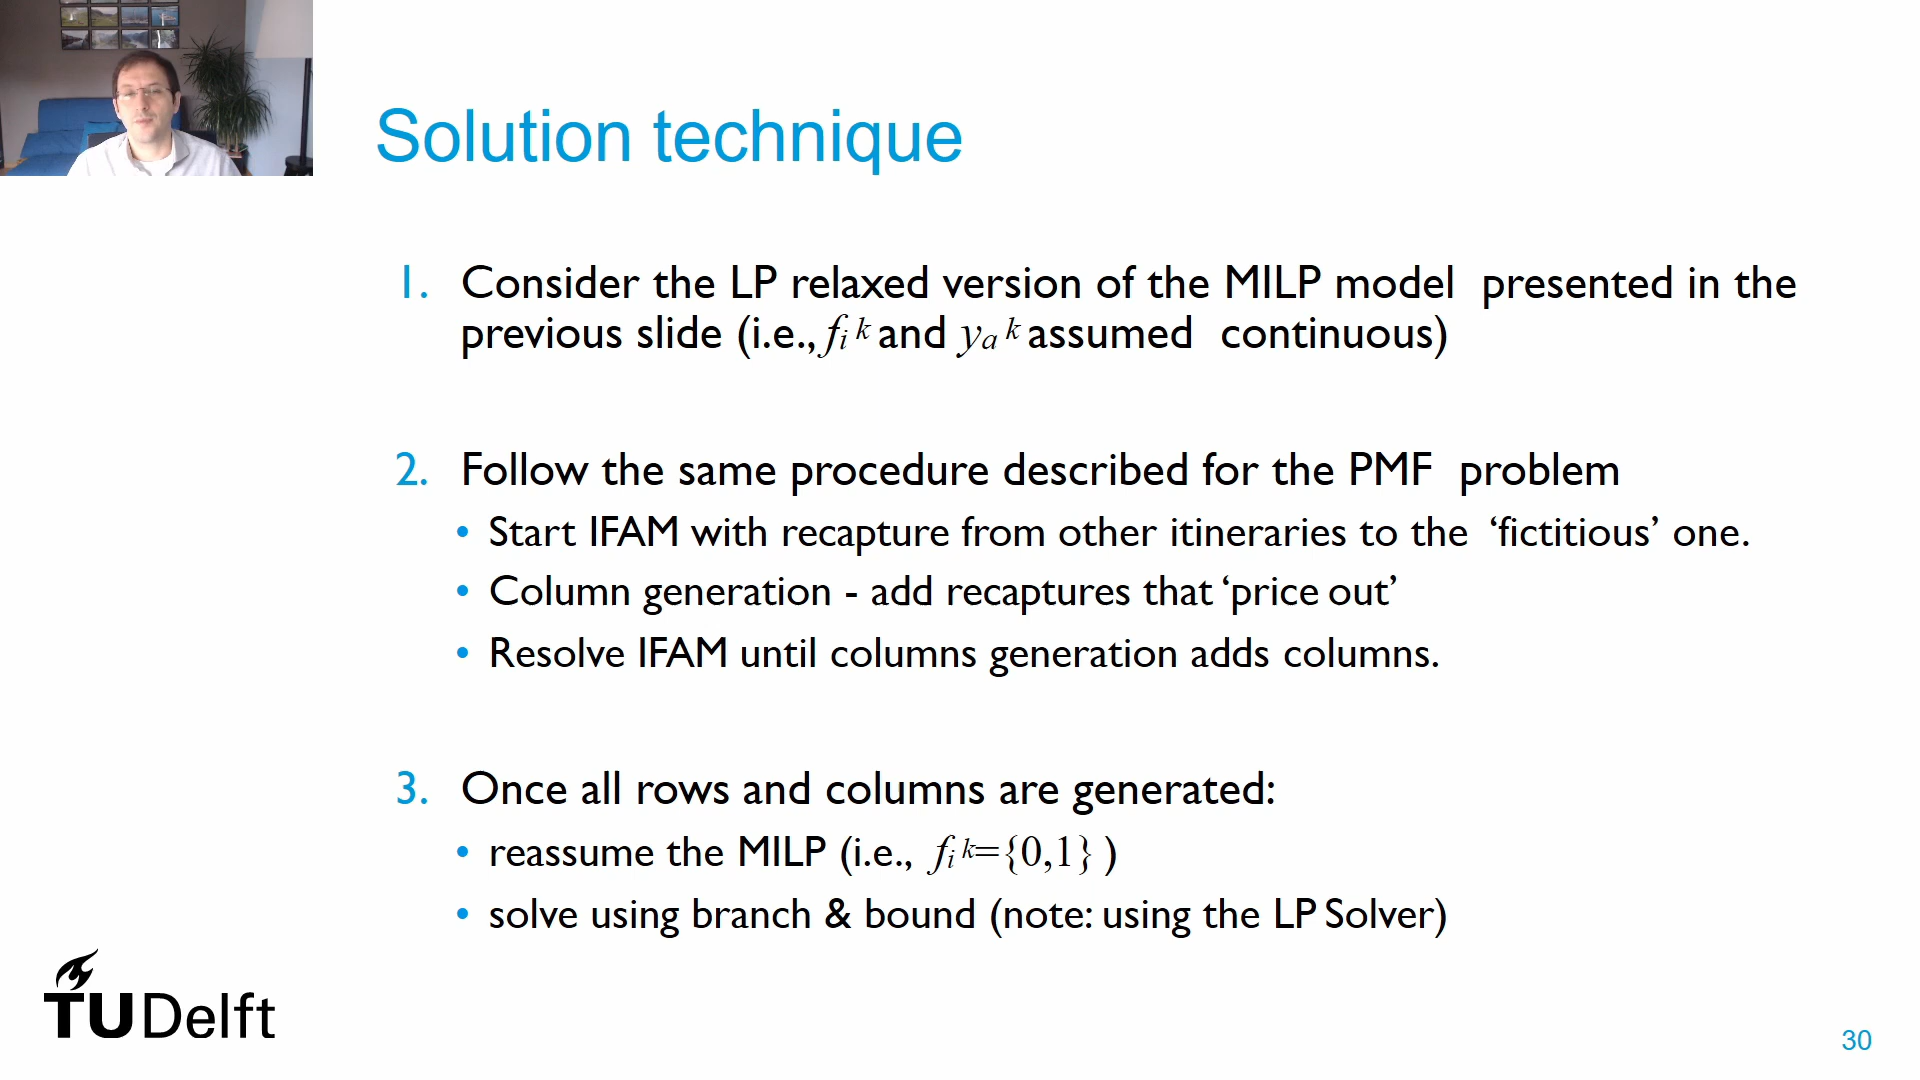 Solution technique
1. Consider the LP relaxed version of the MILP model presented in the
previous slide (i.e., fi k and ya k assumed continuous)
2. Follow the same procedure described for the PMF problem
• Start IFAM with recapture from other itineraries to the ‘fictitious’ one.
• Column generation - add recaptures that ‘price out’
• Resolve IFAM until columns generation adds columns.
3. Once all rows and columns are generated:
• reassume the MILP (i.e., fi k={0,1} )
• solve using branch & bound (note: using the LP Solver)
TUDelft
30